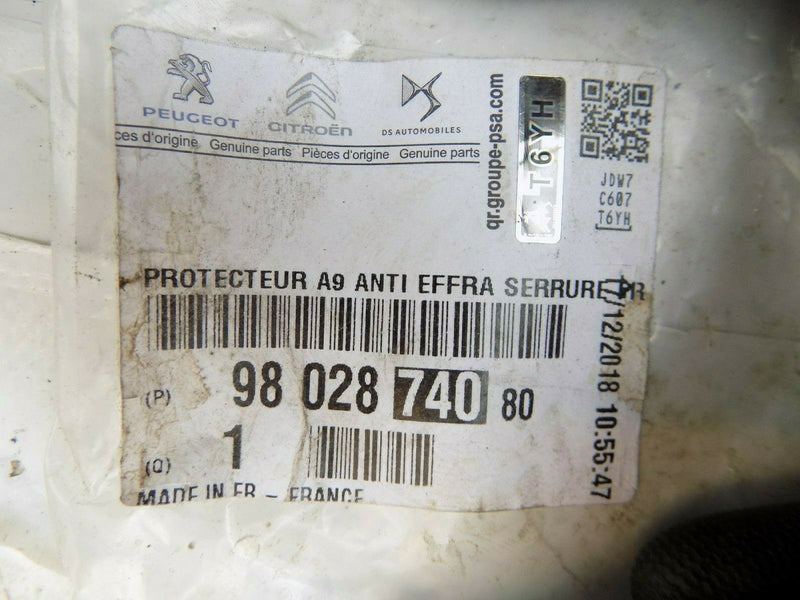 PEUGEOT CITROËN DS AUTOMOBILES
ces d'origine Genuine parts Pièces d'origine Genuine parts
qr.groupe-psa.com
T6YH
JDW7
C607
T6YH
PROTECTEUR A9 ANTI EFFRA SERRURE
17/12/2018 10:55:47
(P) 98 028 740 80
(Q) 1
MADE IN FR - FRANCE